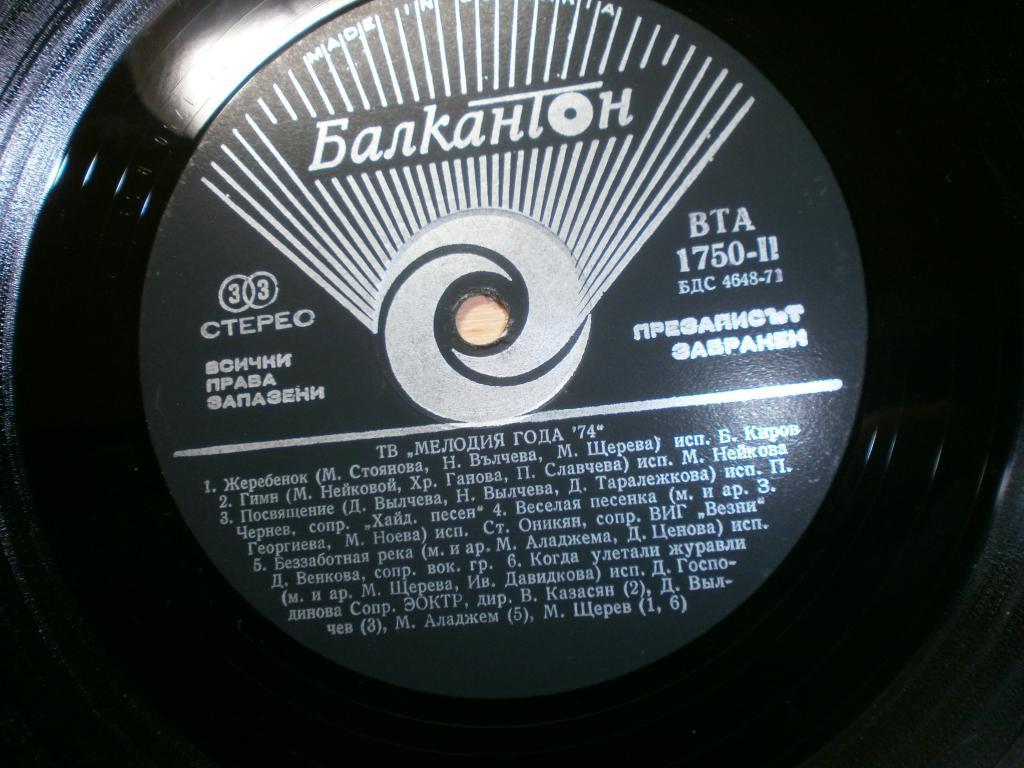 MADE IN BULGARIA
Балкантон
ВТА
1750-II
БДС 4648-71
33
СТЕРЕО
ПРЕЗАПИСЪТ
ЗАБРАНЕН
ВСИЧКИ
ПРАВА
ЗАПАЗЕНИ
ТВ „МЕЛОДИЯ ГОДА '74"
1. Жеребенок (М. Стоянова, Н. Вълчева, М. Щерева) исп. Б. Киров
2. Гимн (М. Нейковой, Хр. Ганова, П. Славчева) исп. М. Нейкова
3. Посвящение (Д. Вылчева, Н. Вылчева, Д. Таралежкова) исп. П.
Чернев, сопр. „Хайд. песен" 4. Веселая песенка (м. и ар. З.
Георгиева, М. Ноева) исп. Ст. Оникян, сопр. ВИГ „Везни"
5. Беззаботная река (м. и ар. М. Аладжема, Д. Ценова) исп.
Д. Венкова, сопр. вок. гр. 6. Когда улетали журавли
(м. и ар. М. Щерева, Ив. Давидкова) исп. Д. Госпо-
динова Сопр. ЭОКТР, дир. В. Казасян (2), Д. Выл-
чев (3), М. Аладжем (5), М. Щерев (1, 6)